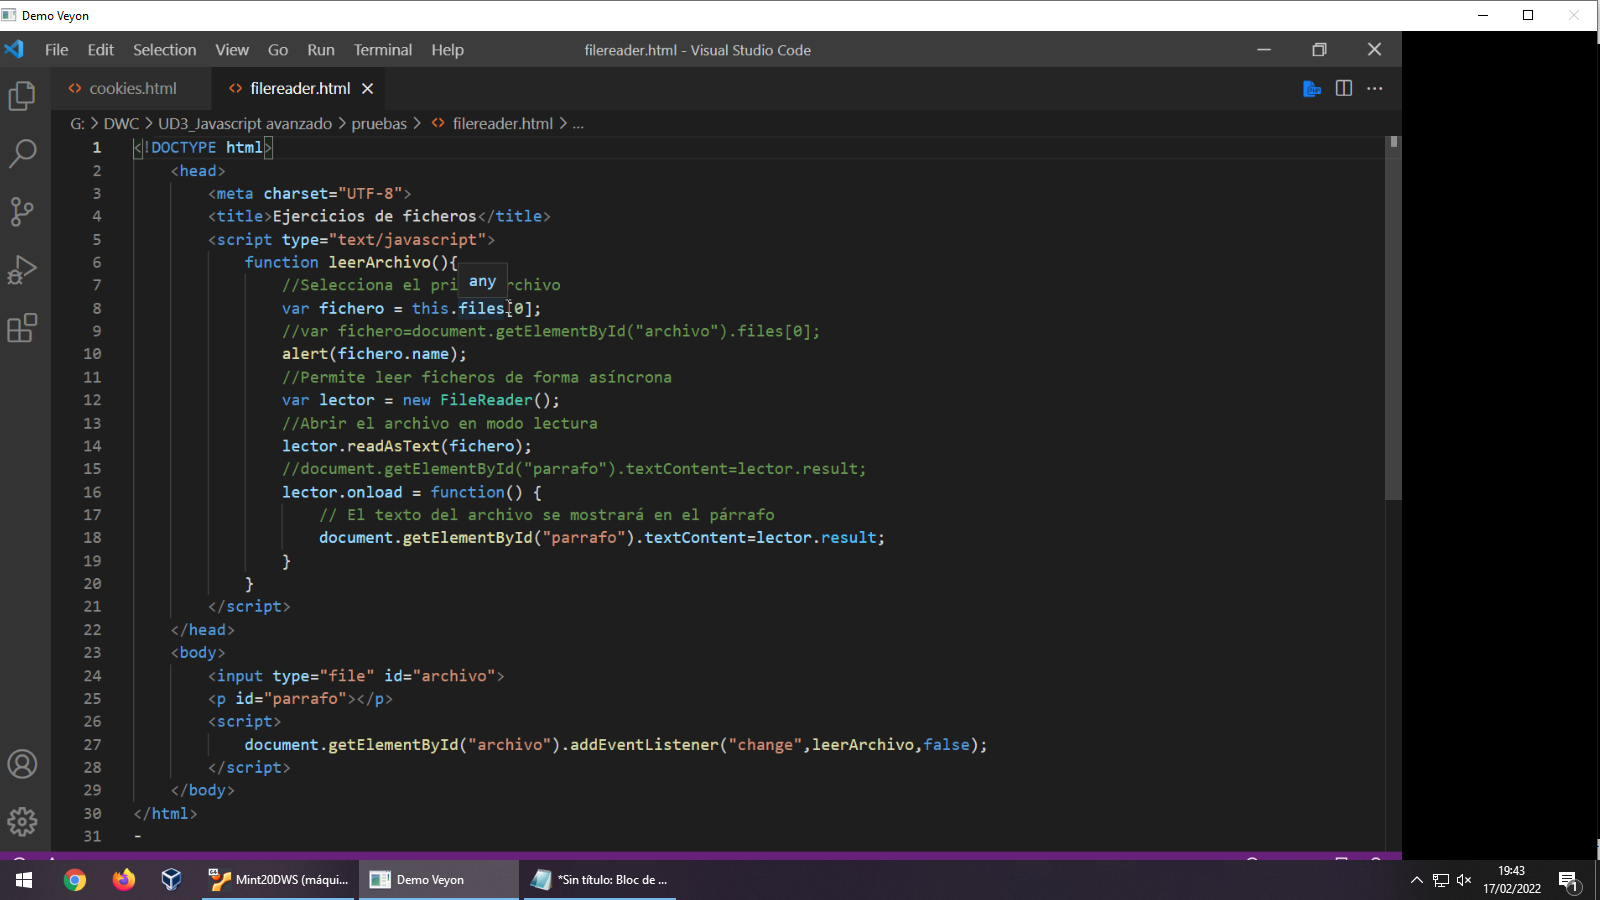 Demo Veyon
File Edit Selection View Go Run Terminal Help filereader.html - Visual Studio Code
cookies.html filereader.html
G: > DWC > UD3_Javascript avanzado > pruebas > filereader.html > ...
1 <!DOCTYPE html>
2 <head>
3 <meta charset="UTF-8">
4 <title>Ejercicios de ficheros</title>
5 <script type="text/javascript">
6 function leerArchivo(){
any
7 //Selecciona el pri rchivo
8 var fichero = this.files[0];
9 //var fichero=document.getElementById("archivo").files[0];
10 alert(fichero.name);
11 //Permite leer ficheros de forma asíncrona
12 var lector = new FileReader();
13 //Abrir el archivo en modo lectura
14 lector.readAsText(fichero);
15 //document.getElementById("parrafo").textContent=lector.result;
16 lector.onload = function() {
17 // El texto del archivo se mostrará en el párrafo
18 document.getElementById("parrafo").textContent=lector.result;
19 }
20 }
21 </script>
22 </head>
23 <body>
24 <input type="file" id="archivo">
25 <p id="parrafo"></p>
26 <script>
27 document.getElementById("archivo").addEventListener("change",leerArchivo,false);
28 </script>
29 </body>
30 </html>
31 -
Mint20DWS (máqui... Demo Veyon *Sin título: Bloc de ... 19:43
17/02/2022 1